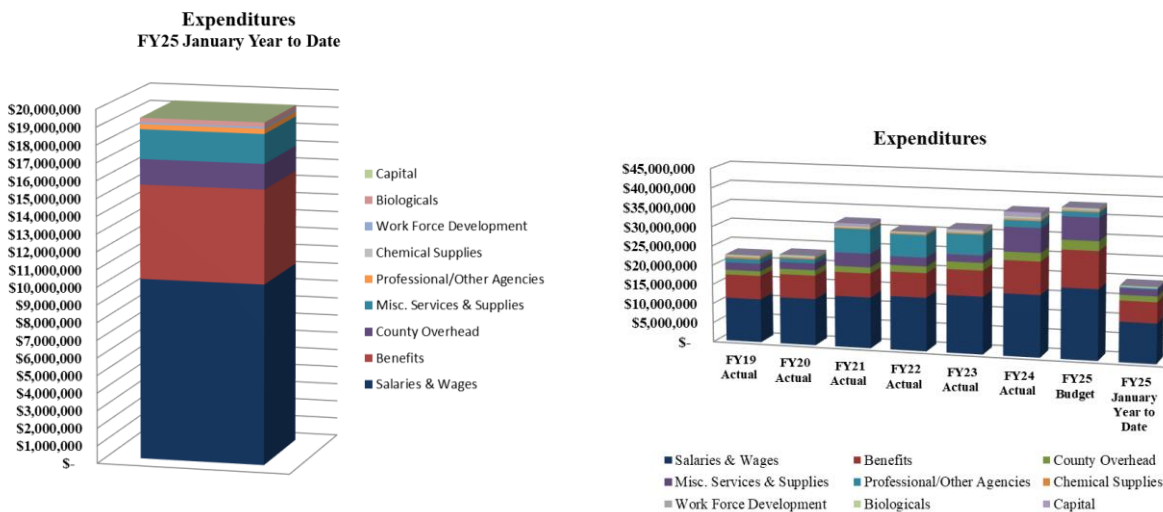 Expenditures
FY25 January Year to Date
$20,000,000
$19,000,000
$18,000,000
$17,000,000
$16,000,000
$15,000,000
$14,000,000
$13,000,000
$12,000,000
$11,000,000
$10,000,000
$9,000,000
$8,000,000
$7,000,000
$6,000,000
$5,000,000
$4,000,000
$3,000,000
$2,000,000
$1,000,000
$-
Capital
Biologicals
Work Force Development
Chemical Supplies
Professional/Other Agencies
Misc. Services & Supplies
County Overhead
Benefits
Salaries & Wages
Expenditures
$45,000,000
$40,000,000
$35,000,000
$30,000,000
$25,000,000
$20,000,000
$15,000,000
$10,000,000
$5,000,000
$-
FY19
Actual
FY20
Actual
FY21
Actual
FY22
Actual
FY23
Actual
FY24
Actual
FY25
Budget
FY25
January
Year to
Date
Salaries & Wages
Benefits
County Overhead
Misc. Services & Supplies
Professional/Other Agencies
Chemical Supplies
Work Force Development
Biologicals
Capital